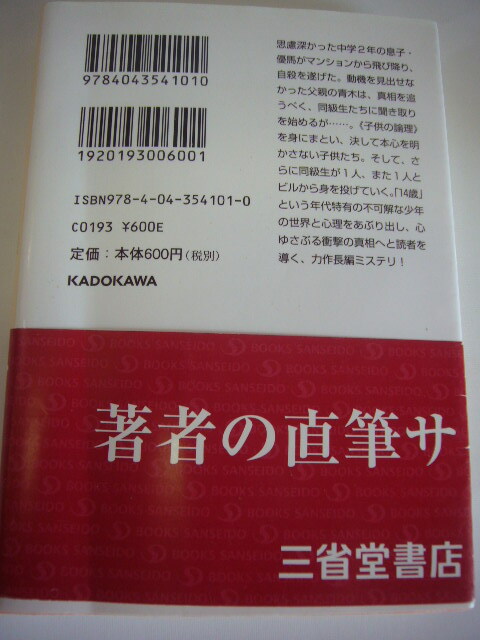 9784043541010
1920193006001
ISBN978-4-04-354101-0
C0193 ¥600E
定価：本体600円(税別)
KADOKAWA
思慮深かった中学2年の息子・
優馬がマンションから飛び降り、
自殺を遂げた。動機を見出せな
かった父親の青木は、真相を追
うべく、同級生たちに聞き取り
を始めるが……。《子供の論理》
を身にまとい、決して本心を明
かさない子供たち。そして、さ
らに同級生が1人、また1人と
ビルから身を投げていく。「14歳」
という年代特有の不可解な少年
の世界と心理をあぶり出し、心
ゆさぶる衝撃の真相へと読者を
導く、力作長編ミステリ！
BOOKS SANSEIDO
著者の直筆サ
三省堂書店